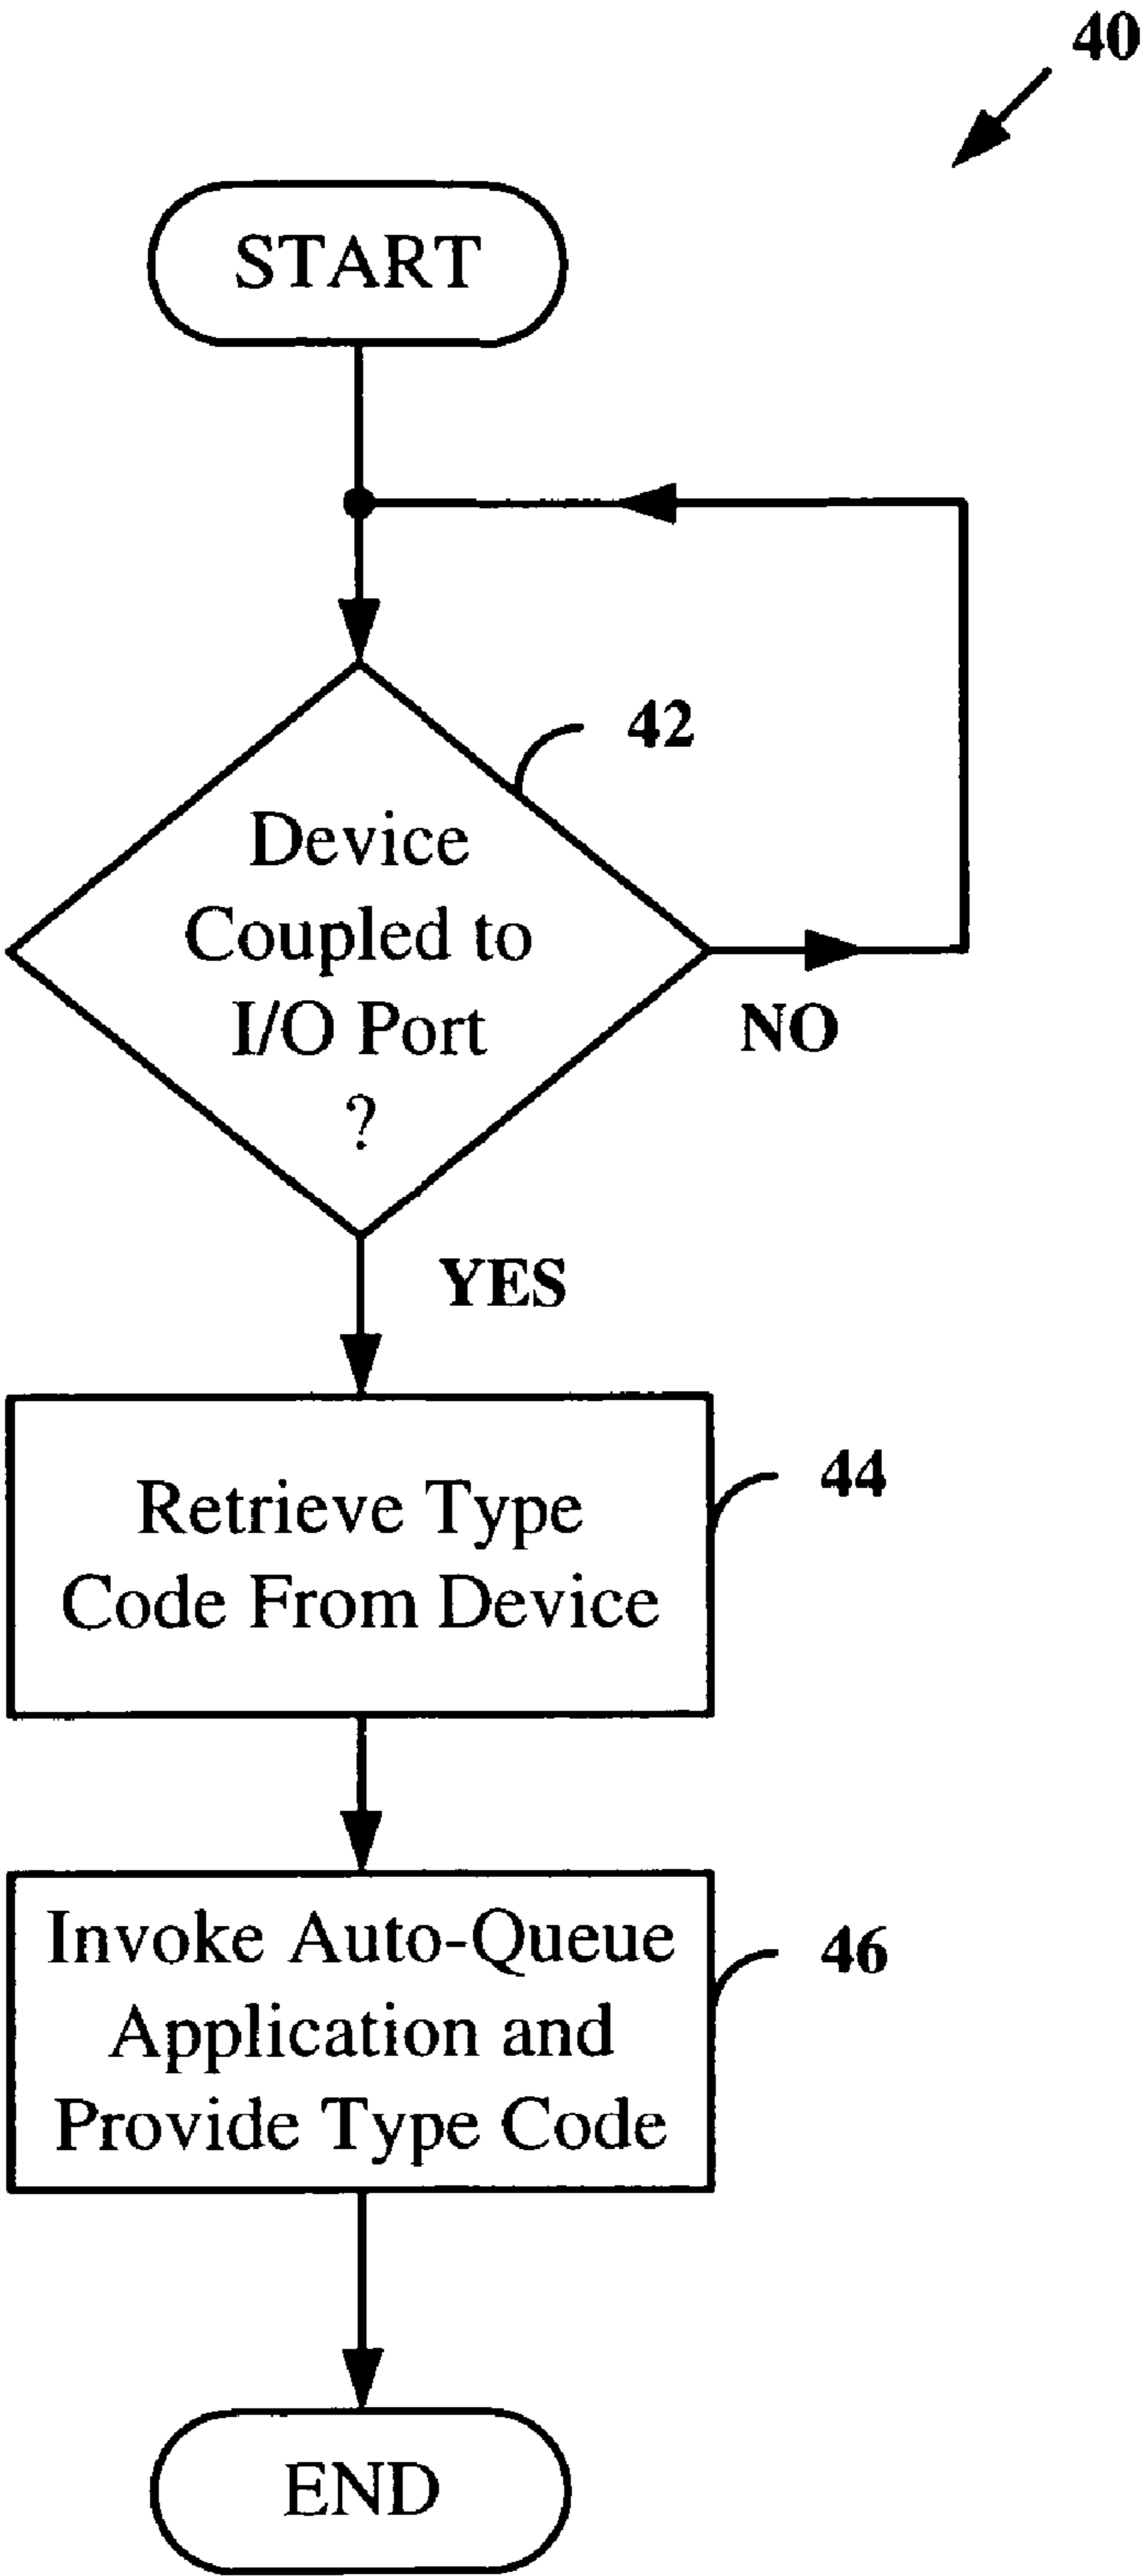 40
START
42
Device
Coupled to
I/O Port
?
NO
YES
Retrieve Type
Code From Device
44
Invoke Auto-Queue
Application and
Provide Type Code
46
END